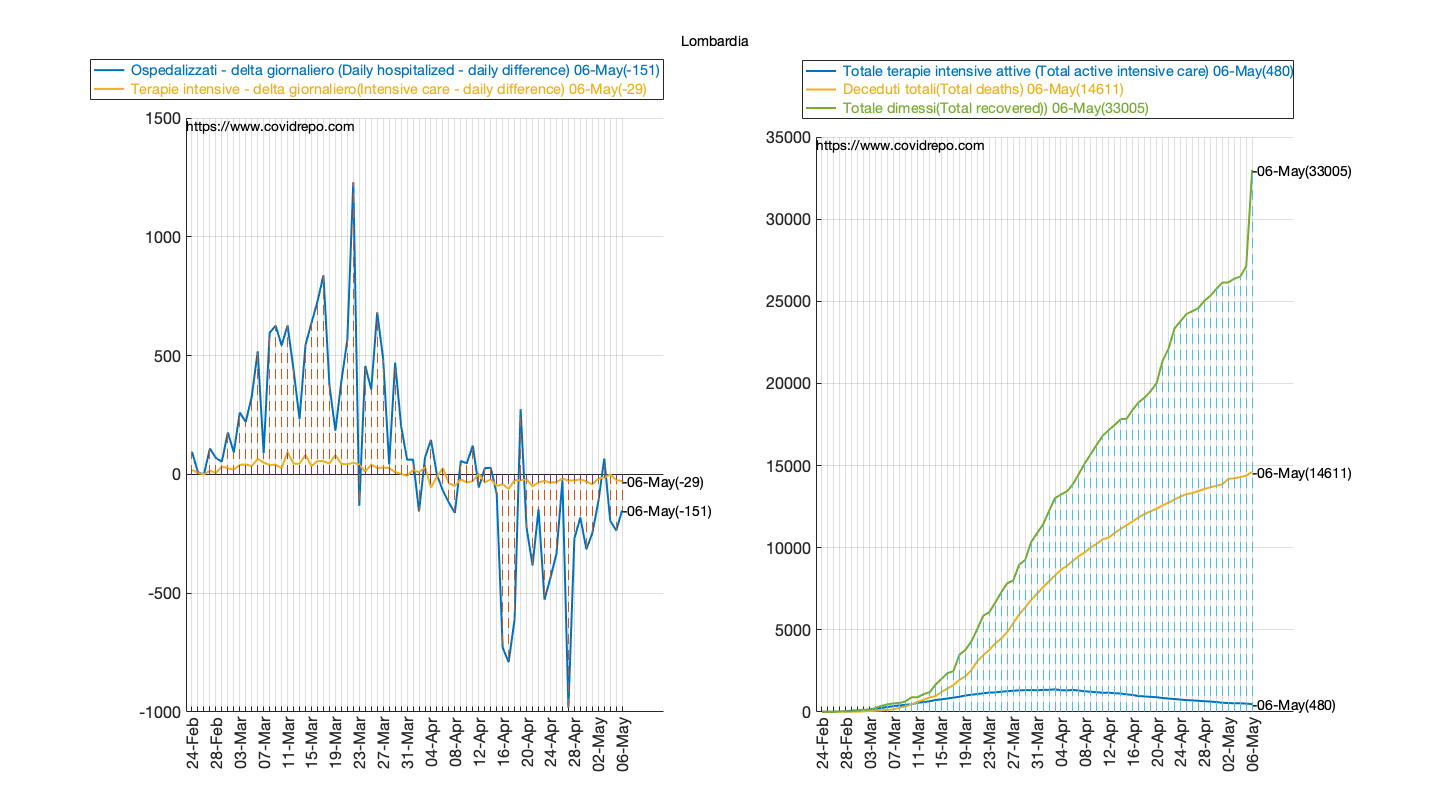 Lombardia
Ospedalizzati - delta giornaliero (Daily hospitalized - daily difference) 06-May(-151)
Terapie intensive - delta giornaliero(Intensive care - daily difference) 06-May(-29)
1500
https://www.covidrepo.com
1000
500
0
-500
-1000
06-May(-29)
06-May(-151)
24-Feb
28-Feb
03-Mar
07-Mar
11-Mar
15-Mar
19-Mar
23-Mar
27-Mar
31-Mar
04-Apr
08-Apr
12-Apr
16-Apr
20-Apr
24-Apr
28-Apr
02-May
06-May
Totale terapie intensive attive (Total active intensive care) 06-May(480)
Deceduti totali(Total deaths) 06-May(14611)
Totale dimessi(Total recovered)) 06-May(33005)
35000
https://www.covidrepo.com
30000
25000
20000
15000
10000
5000
0
06-May(33005)
06-May(14611)
06-May(480)
24-Feb
28-Feb
03-Mar
07-Mar
11-Mar
15-Mar
19-Mar
23-Mar
27-Mar
31-Mar
04-Apr
08-Apr
12-Apr
16-Apr
20-Apr
24-Apr
28-Apr
02-May
06-May